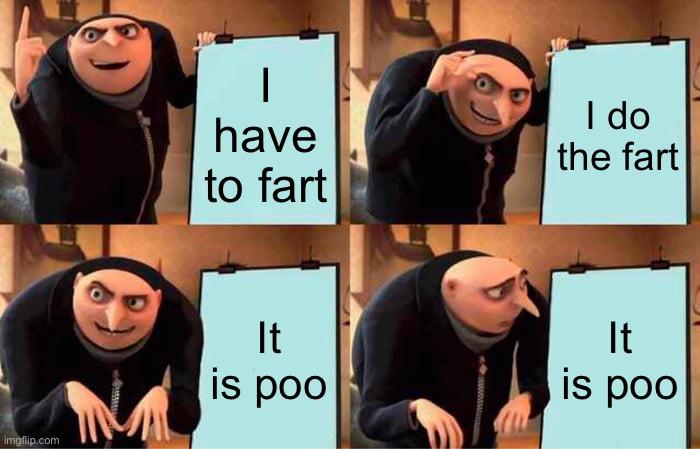 I
have
to fart
I do
the fart
It
is poo
It
is poo
imgflip.com